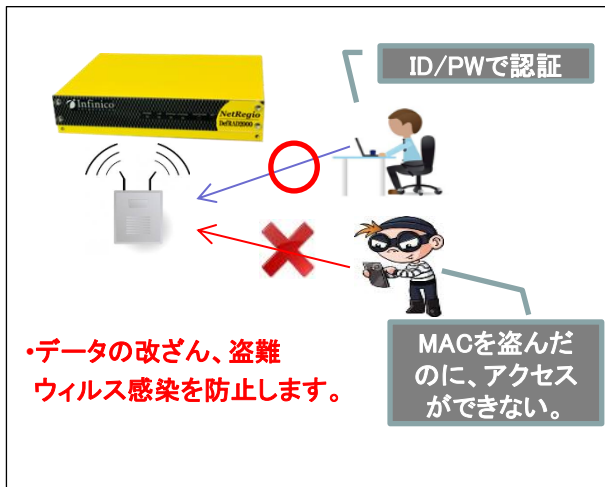 ID/PWで認証
Infinico
NetRegio
DefRAD2000
・データの改ざん、盗難
ウィルス感染を防止します。
MACを盗んだ
のに、アクセス
ができない。